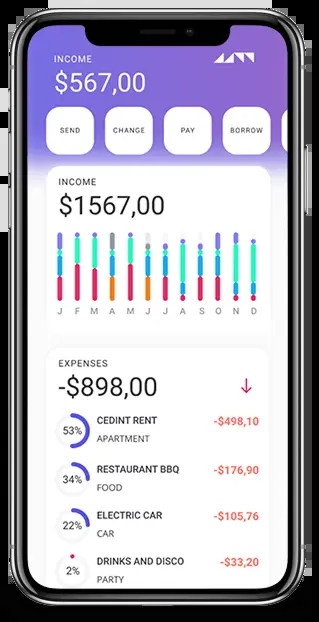 INCOME
$567,00
SEND
CHANGE
PAY
BORROW
INCOME
$1567,00
J F M A M J J A S O N D
EXPENSES
-$898,00
53%
CEDINT RENT
-$498,10
APARTMENT
34%
RESTAURANT BBQ
-$176,90
FOOD
22%
ELECTRIC CAR
-$105,76
CAR
2%
DRINKS AND DISCO
-$33,20
PARTY